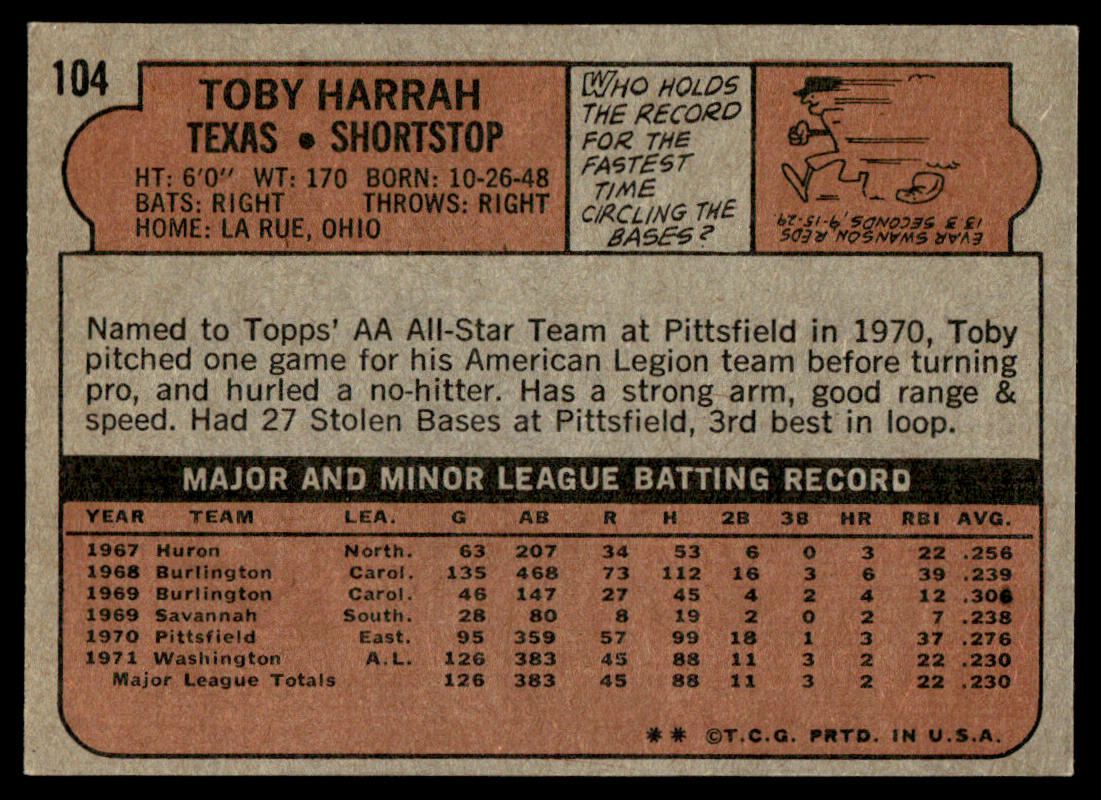 104
TOBY HARRAH
TEXAS • SHORTSTOP
HT: 6'0" WT: 170 BORN: 10-26-48
BATS: RIGHT THROWS: RIGHT
HOME: LA RUE, OHIO
WHO HOLDS
THE RECORD
FOR THE
FASTEST
TIME
CIRCLING THE
BASES?
EVAR SWANSON, REDS
13.3 SECONDS, 9-15-29.
Named to Topps' AA All-Star Team at Pittsfield in 1970, Toby
pitched one game for his American Legion team before turning
pro, and hurled a no-hitter. Has a strong arm, good range &
speed. Had 27 Stolen Bases at Pittsfield, 3rd best in loop.
MAJOR AND MINOR LEAGUE BATTING RECORD
YEAR TEAM LEA. G AB R H 2B 3B HR RBI AVG.
1967 Huron North. 63 207 34 53 6 0 3 22 .256
1968 Burlington Carol. 135 468 73 112 16 3 6 39 .239
1969 Burlington Carol. 46 147 27 45 4 2 4 12 .306
1969 Savannah South. 28 80 8 19 2 0 2 7 .238
1970 Pittsfield East. 95 359 57 99 18 1 3 37 .276
1971 Washington A.L. 126 383 45 88 11 3 2 22 .230
Major League Totals 126 383 45 88 11 3 2 22 .230
** ©T.C.G. PRTD. IN U.S.A.